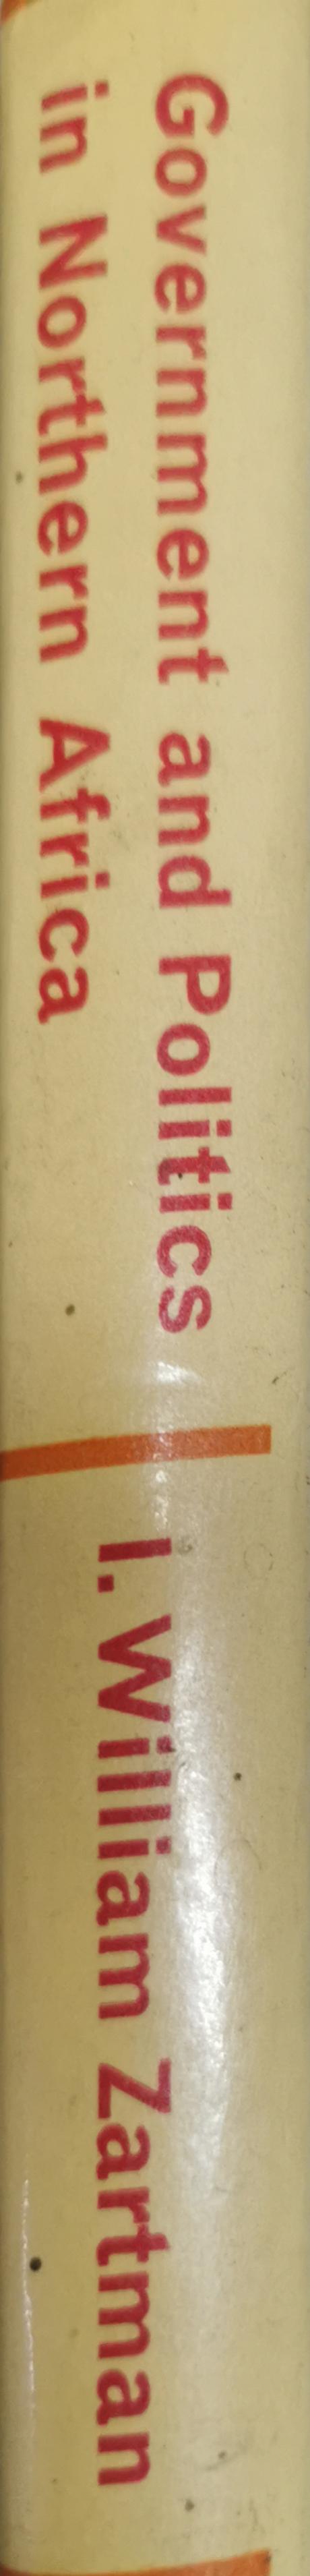 Government and Politics
in Northern Africa
I. William Zartman